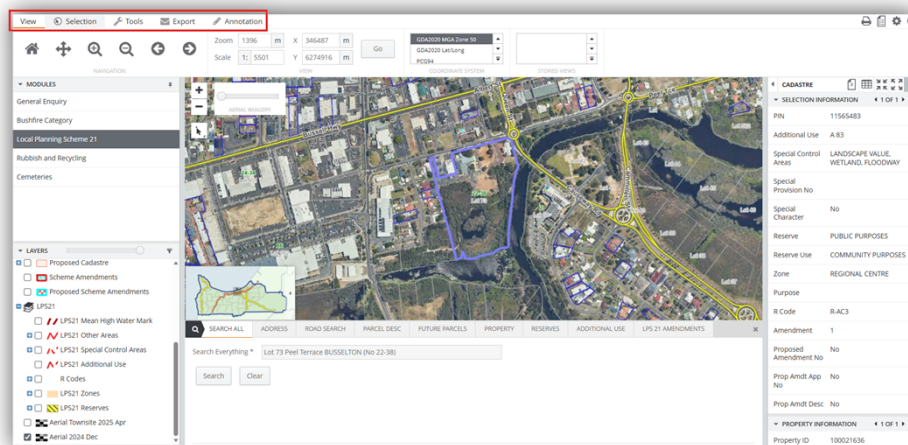 View Selection Tools Export Annotation
Zoom 1396 m X 346487 m
Scale 1: 5501 Y 6274916 m
Go
GDA2020 MGA Zone 50
GDA2020 Lat/Long
PCG94
NAVIGATION VIEW COORDINATE SYSTEM STORED VIEWS
MODULES
General Enquiry
Bushfire Category
Local Planning Scheme 21
Rubbish and Recycling
Cemeteries
LAYERS
Proposed Cadastre
Scheme Amendments
Proposed Scheme Amendments
LPS21
LPS21 Mean High Water Mark
LPS21 Other Areas
LPS21 Special Control Areas
LPS21 Additional Use
R Codes
LPS21 Zones
LPS21 Reserves
Aerial Townsite 2025 Apr
Aerial 2024 Dec
AERIAL IMAGERY
Lot 73
SEARCH ALL ADDRESS ROAD SEARCH PARCEL DESC FUTURE PARCELS PROPERTY RESERVES ADDITIONAL USE LPS 21 AMENDMENTS
Search Everything * Lot 73 Peel Terrace BUSSELTON (No 22-38)
Search Clear
CADASTRE
SELECTION INFORMATION 1 OF 1
PIN 11565483
Additional Use A 83
Special Control Areas LANDSCAPE VALUE, WETLAND, FLOODWAY
Special Provision No
Special Character No
Reserve PUBLIC PURPOSES
Reserve Use COMMUNITY PURPOSES
Zone REGIONAL CENTRE
Purpose
R Code R-AC3
Amendment 1
Proposed Amendment No No
Prop Amdt App No No
Prop Amdt Desc No
PROPERTY INFORMATION 1 OF 1
Property ID 100021636